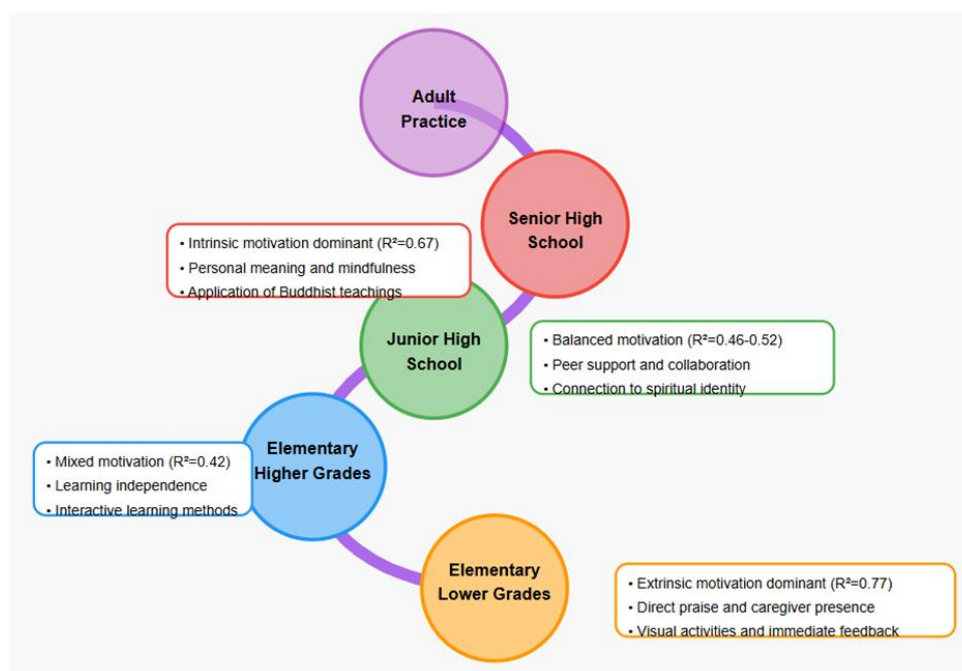 Adult
Practice
Senior High
School
• Intrinsic motivation dominant (R²=0.67)
• Personal meaning and mindfulness
• Application of Buddhist teachings
Junior High
School
• Balanced motivation (R²=0.46-0.52)
• Peer support and collaboration
• Connection to spiritual identity
Elementary
Higher Grades
• Mixed motivation (R²=0.42)
• Learning independence
• Interactive learning methods
Elementary
Lower Grades
• Extrinsic motivation dominant (R²=0.77)
• Direct praise and caregiver presence
• Visual activities and immediate feedback